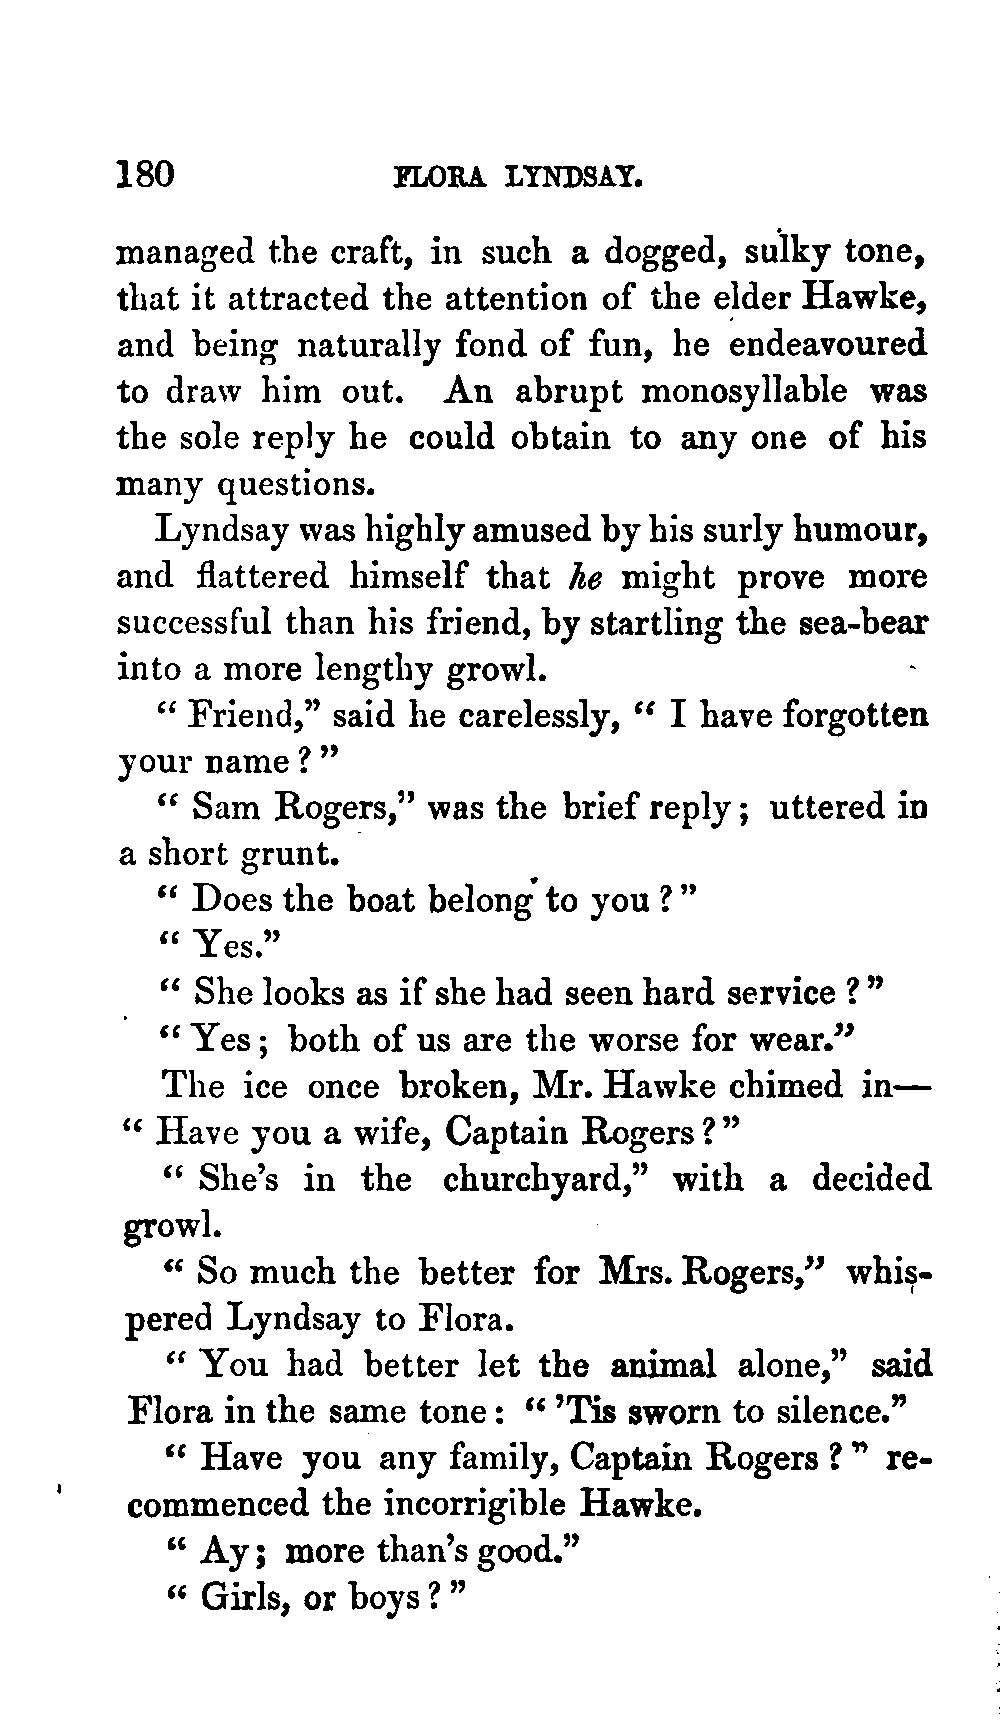 180 FLORA LYNDSAY.
managed the craft, in such a dogged, sulky tone,
that it attracted the attention of the elder Hawke,
and being naturally fond of fun, he endeavoured
to draw him out. An abrupt monosyllable was
the sole reply he could obtain to any one of his
many questions.
Lyndsay was highly amused by his surly humour,
and flattered himself that he might prove more
successful than his friend, by startling the sea-bear
into a more lengthy growl.
“ Friend,” said he carelessly, “ I have forgotten
your name ? ”
“ Sam Rogers,” was the brief reply ; uttered in
a short grunt.
“ Does the boat belong to you ? ”
“ Yes.”
“ She looks as if she had seen hard service ? ”
“ Yes ; both of us are the worse for wear.”
The ice once broken, Mr. Hawke chimed in—
“ Have you a wife, Captain Rogers ? ”
“ She’s in the churchyard,” with a decided
growl.
“ So much the better for Mrs. Rogers,” whis-
pered Lyndsay to Flora.
“ You had better let the animal alone,” said
Flora in the same tone : “ ’Tis sworn to silence.”
“ Have you any family, Captain Rogers ? ” re-
commenced the incorrigible Hawke.
“ Ay ; more than’s good.”
“ Girls, or boys ? ”